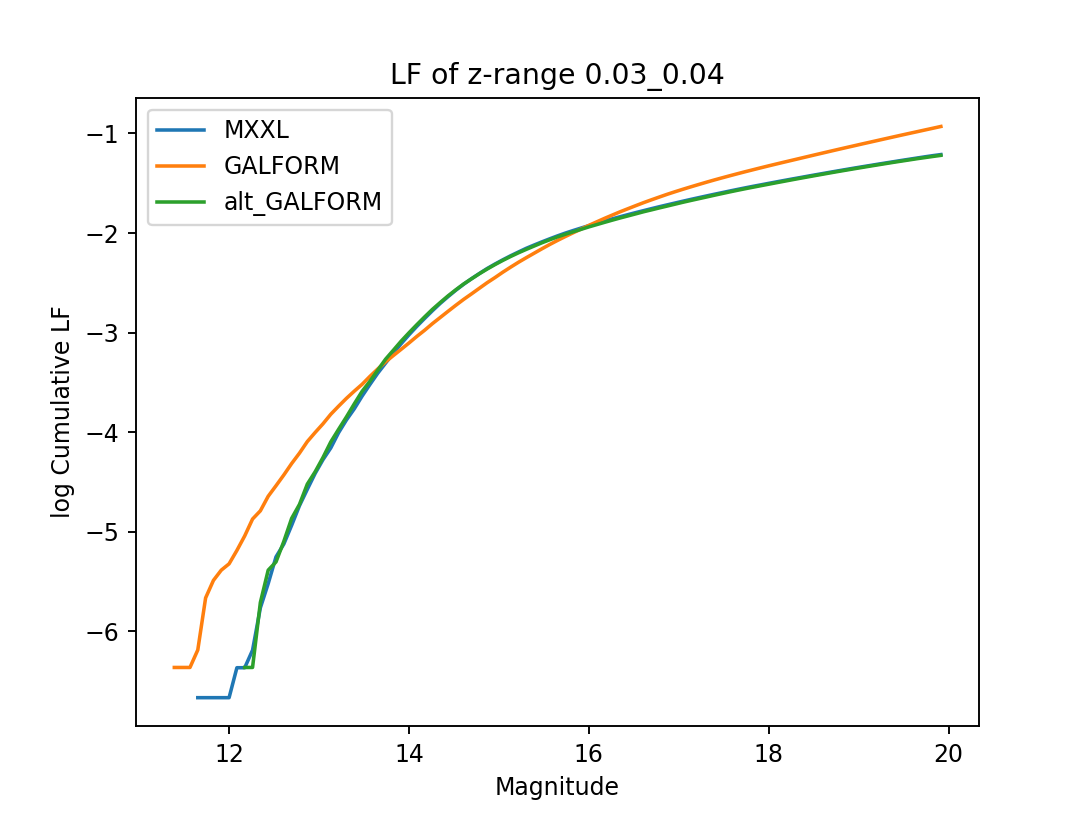 LF of z-range 0.03_0.04
MXXL
GALFORM
alt_GALFORM
−1
−2
−3
−4
−5
−6
log Cumulative LF
12 14 16 18 20
Magnitude